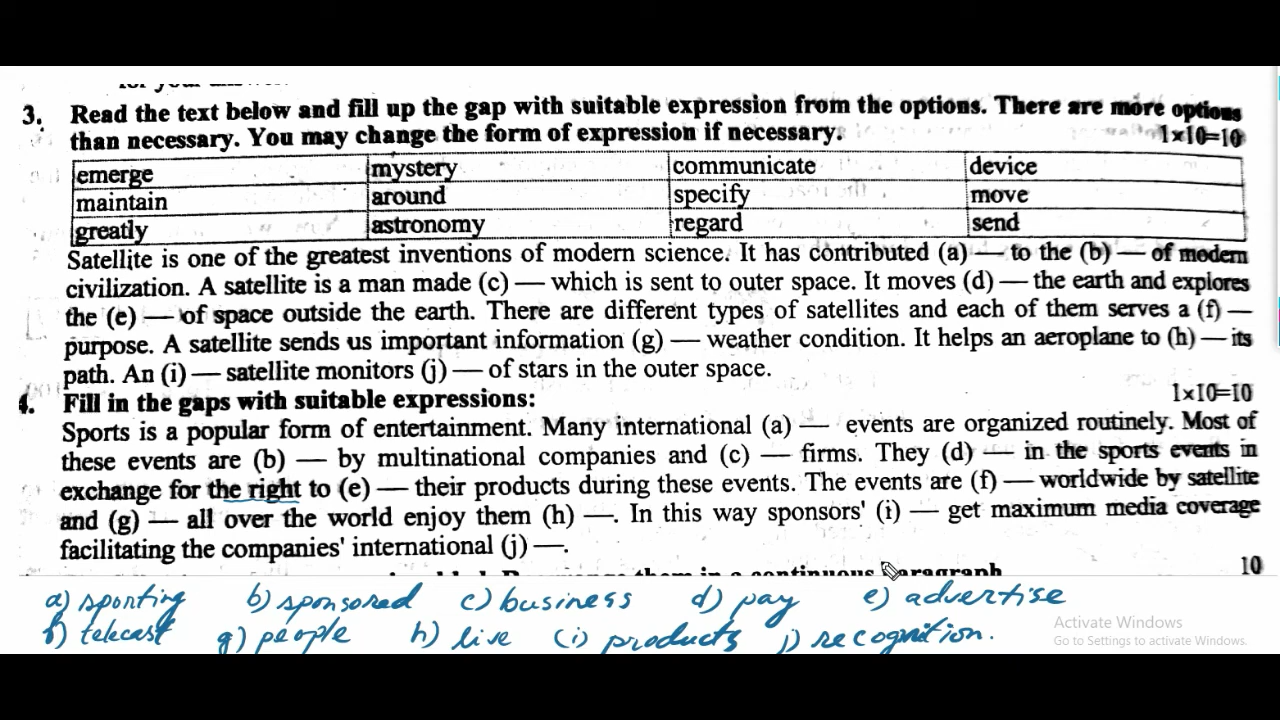 for your
3. Read the text below and fill up the gap with suitable expression from the options. There are more options
than necessary. You may change the form of expression if necessary. 1×10=10
emerge mystery communicate device
maintain around specify move
greatly astronomy regard send
Satellite is one of the greatest inventions of modern science. It has contributed (a) — to the (b) — of modern
civilization. A satellite is a man made (c) — which is sent to outer space. It moves (d) — the earth and explores
the (e) — of space outside the earth. There are different types of satellites and each of them serves a (f) —
purpose. A satellite sends us important information (g) — weather condition. It helps an aeroplane to (h) — its
path. An (i) — satellite monitors (j) — of stars in the outer space.
4. Fill in the gaps with suitable expressions: 1×10=10
Sports is a popular form of entertainment. Many international (a) — events are organized routinely. Most of
these events are (b) — by multinational companies and (c) — firms. They (d) — in the sports events in
exchange for the right to (e) — their products during these events. The events are (f) — worldwide by satellite
and (g) — all over the world enjoy them (h) —. In this way sponsors' (i) — get maximum media coverage
facilitating the companies' international (j) —.
them in a continuous paragraph 10
a) sporting b) sponsored c) business d) pay e) advertise
f) telecast g) people h) live (i) products j) recognition.
Activate Windows
Go to Settings to activate Windows.